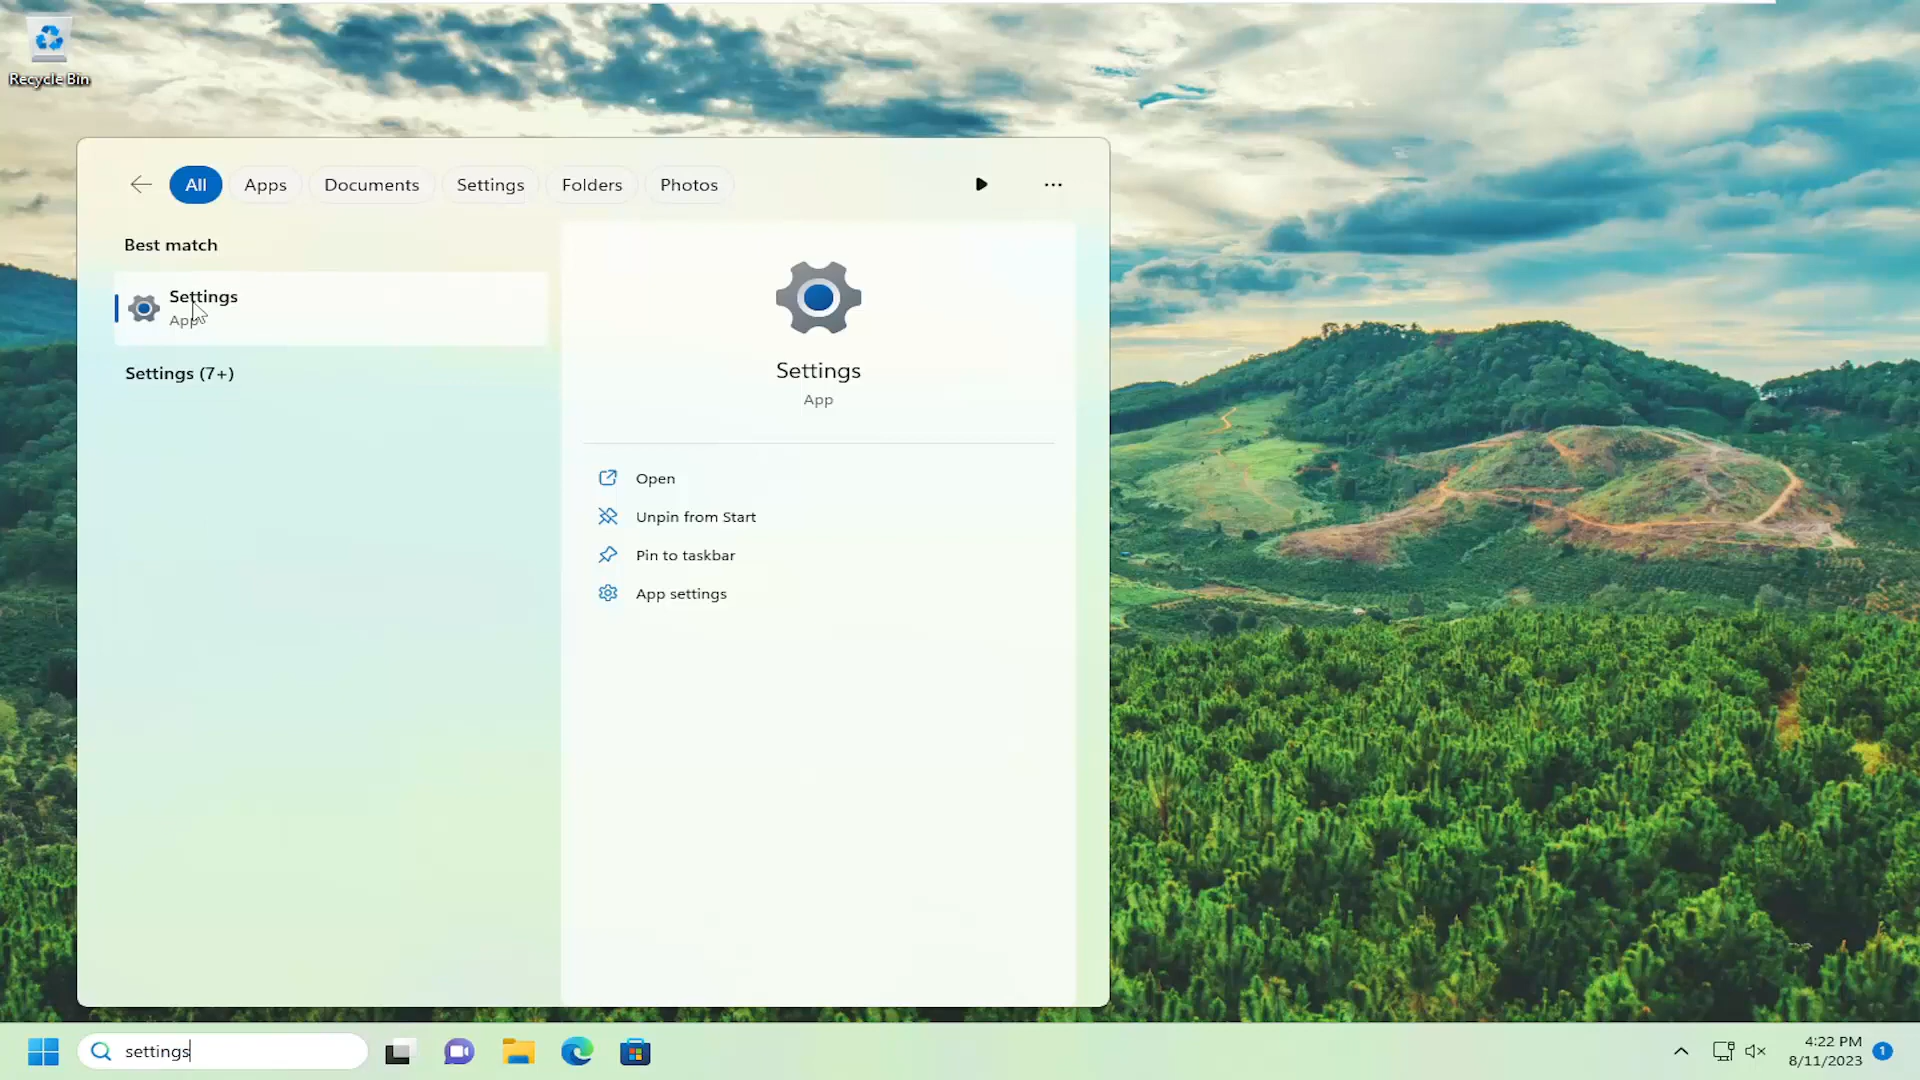 Recycle Bin
All
Apps
Documents
Settings
Folders
Photos
Best match
Settings
App
Settings (7+)
Settings
App
Open
Unpin from Start
Pin to taskbar
App settings
settings
4:22 PM
8/11/2023
1